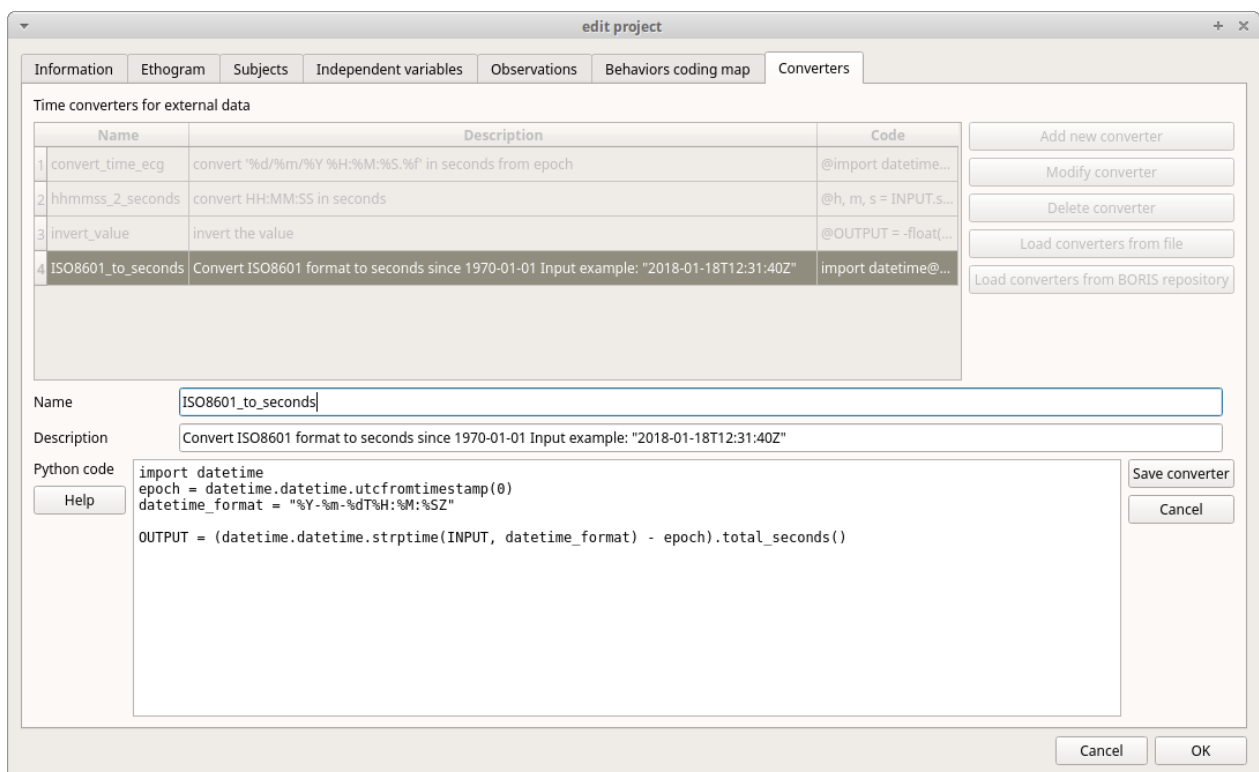 edit project
Information Ethogram Subjects Independent variables Observations Behaviors coding map Converters
Time converters for external data
Name Description Code
1 convert_time_ecg convert '%d/%m/%Y %H:%M:%S.%f' in seconds from epoch @import datetime...
2 hhmmss_2_seconds convert HH:MM:SS in seconds @h, m, s = INPUT.s...
3 invert_value invert the value @OUTPUT = -float(...
4 ISO8601_to_seconds Convert ISO8601 format to seconds since 1970-01-01 Input example: "2018-01-18T12:31:40Z" import datetime@...
Add new converter
Modify converter
Delete converter
Load converters from file
Load converters from BORIS repository
Name ISO8601_to_seconds
Description Convert ISO8601 format to seconds since 1970-01-01 Input example: "2018-01-18T12:31:40Z"
Python code
Help
import datetime
epoch = datetime.datetime.utcfromtimestamp(0)
datetime_format = "%Y-%m-%dT%H:%M:%SZ"
OUTPUT = (datetime.datetime.strptime(INPUT, datetime_format) - epoch).total_seconds()
Save converter
Cancel
Cancel OK